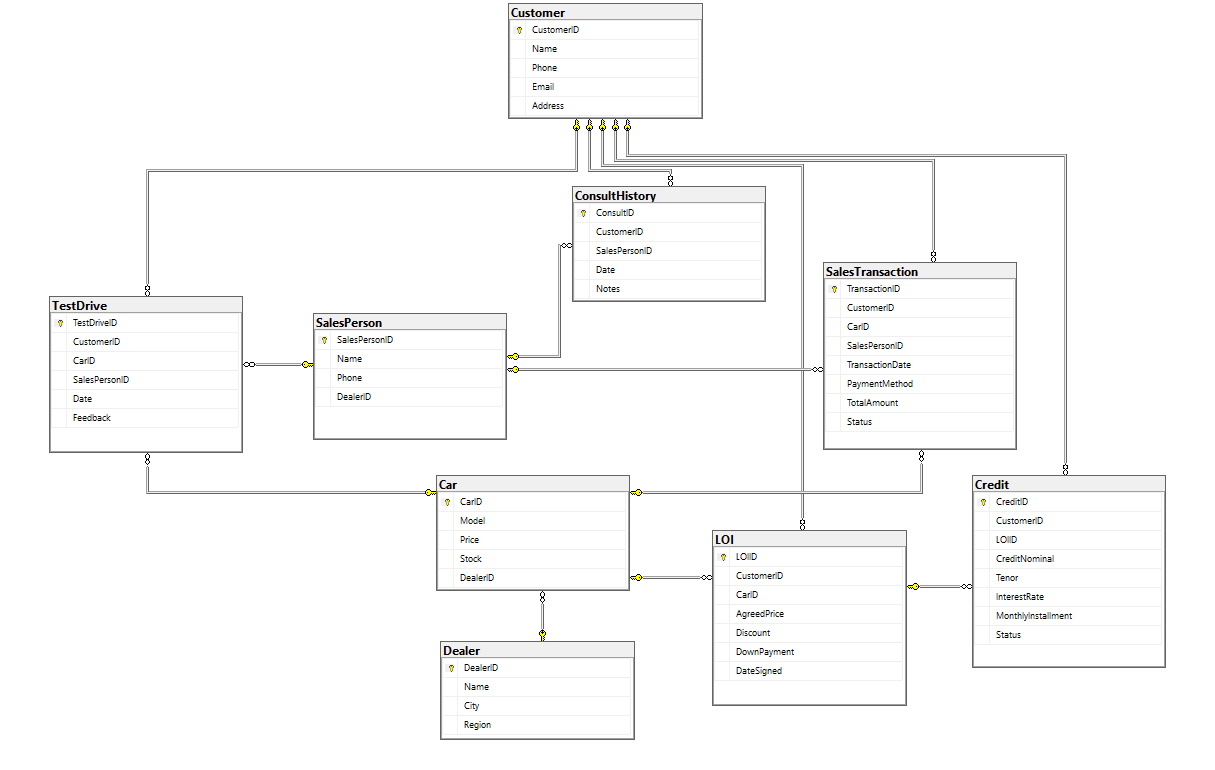 Customer
CustomerID
Name
Phone
Email
Address
ConsultHistory
ConsultID
CustomerID
SalesPersonID
Date
Notes
SalesTransaction
TransactionID
CustomerID
CarID
SalesPersonID
TransactionDate
PaymentMethod
TotalAmount
Status
TestDrive
TestDriveID
CustomerID
CarID
SalesPersonID
Date
Feedback
SalesPerson
SalesPersonID
Name
Phone
DealerID
Car
CarID
Model
Price
Stock
DealerID
Credit
CreditID
CustomerID
LOIID
CreditNominal
Tenor
InterestRate
MonthlyInstallment
Status
LOI
LOIID
CustomerID
CarID
AgreedPrice
Discount
DownPayment
DateSigned
Dealer
DealerID
Name
City
Region